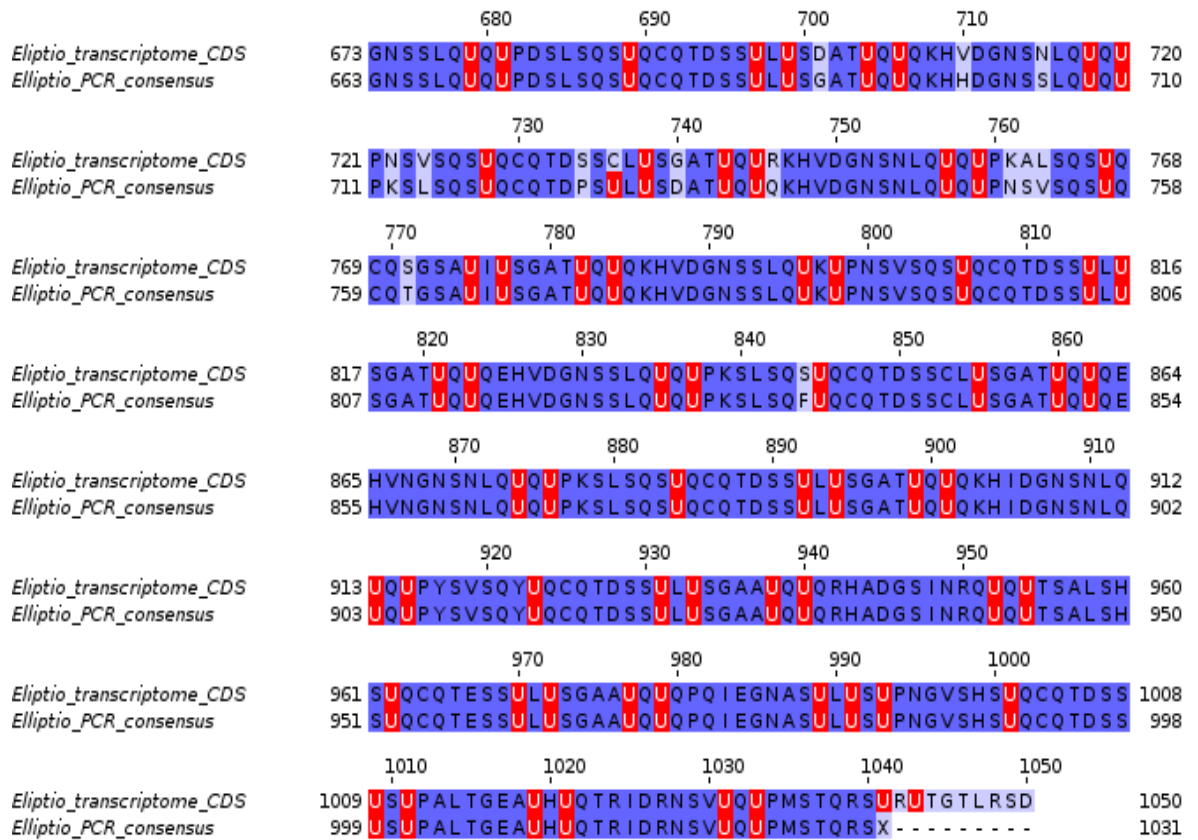 680 690 700 710
Eliptio_transcriptome_CDS 673 GNSSLQUQUPDSLSQSUQCQTDSSULUSDATUQUQKHVDGNSNLQUQU 720
Elliptio_PCR_consensus 663 GNSSLQUQUPDSLSQSUQCQTDSSULUSGATUQUQKHHDGNSSLQUQU 710
730 740 750 760
Eliptio_transcriptome_CDS 721 PNSVSQSUQCQTDSSCLUSGATUQURKHVDGNSNLQUQUPKALSQSUQ 768
Elliptio_PCR_consensus 711 PKSLSQSUQCQTDPSULUSDATUQUQKHVDGNSNLQUQUPNSVSQSUQ 758
770 780 790 800 810
Eliptio_transcriptome_CDS 769 CQSGSAUIUSGATUQUQKHVDGNSSLQUKUPNSVSQSUQCQTDSSULU 816
Elliptio_PCR_consensus 759 CQTGSAUIUSGATUQUQKHVDGNSSLQUKUPNSVSQSUQCQTDSSULU 806
820 830 840 850 860
Eliptio_transcriptome_CDS 817 SGATUQUQEHVDGNSSLQUQUPKSLSQSUQCQTDSSCLUSGATUQUQE 864
Elliptio_PCR_consensus 807 SGATUQUQEHVDGNSSLQUQUPKSLSQFUQCQTDSSCLUSGATUQUQE 854
870 880 890 900 910
Eliptio_transcriptome_CDS 865 HVNGNSNLQUQUPKSLSQSUQCQTDSSULUSGATUQUQKHIDGNSNLQ 912
Elliptio_PCR_consensus 855 HVNGNSNLQUQUPKSLSQSUQCQTDSSULUSGATUQUQKHIDGNSNLQ 902
920 930 940 950
Eliptio_transcriptome_CDS 913 UQUPYSVSQYUQCQTDSSULUSGAAUQUQRHADGSINRQUQUTSALSH 960
Elliptio_PCR_consensus 903 UQUPYSVSQYUQCQTDSSULUSGAAUQUQRHADGSINRQUQUTSALSH 950
970 980 990 1000
Eliptio_transcriptome_CDS 961 SUQCQTESSULUSGAAUQUQPQIEGNASULUSUPNGVSHSUQCQTDSS 1008
Elliptio_PCR_consensus 951 SUQCQTESSULUSGAAUQUQPQIEGNASULUSUPNGVSHSUQCQTDSS 998
1010 1020 1030 1040 1050
Eliptio_transcriptome_CDS 1009 USUPALTGEAUHUQTRIDRNSVUQUPMSTQRSURUTGTLRSD 1050
Elliptio_PCR_consensus 999 USUPALTGEAUHUQTRIDRNSVUQUPMSTQRSX--------- 1031